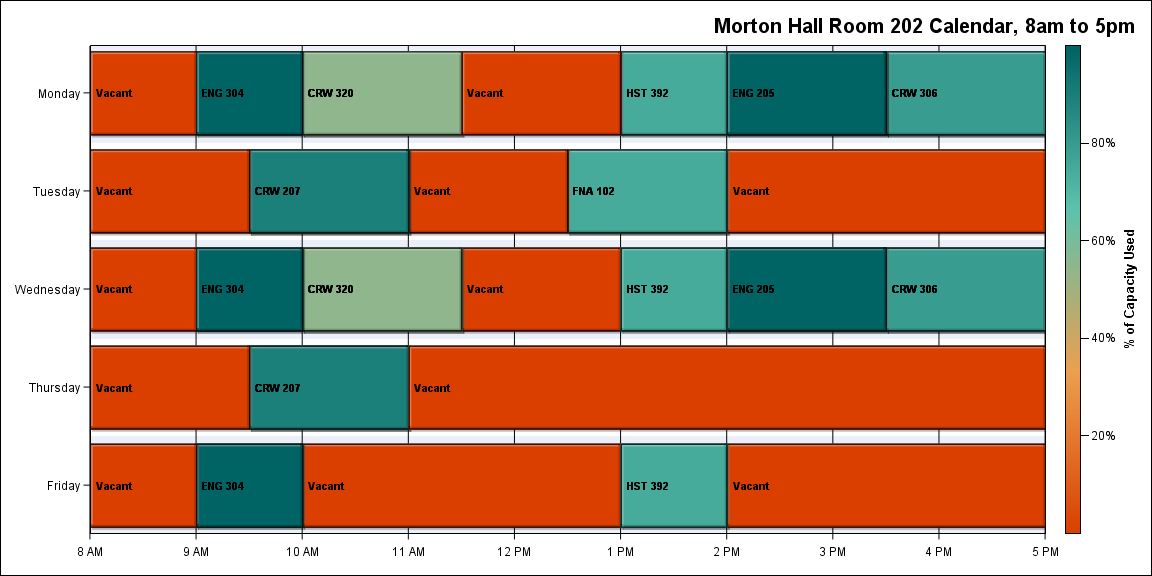 Morton Hall Room 202 Calendar, 8am to 5pm
Monday
Vacant
ENG 304
CRW 320
Vacant
HST 392
ENG 205
CRW 306
Tuesday
Vacant
CRW 207
Vacant
FNA 102
Vacant
Wednesday
Vacant
ENG 304
CRW 320
Vacant
HST 392
ENG 205
CRW 306
Thursday
Vacant
CRW 207
Vacant
Friday
Vacant
ENG 304
Vacant
HST 392
Vacant
8 AM
9 AM
10 AM
11 AM
12 PM
1 PM
2 PM
3 PM
4 PM
5 PM
80%
60%
40%
20%
% of Capacity Used